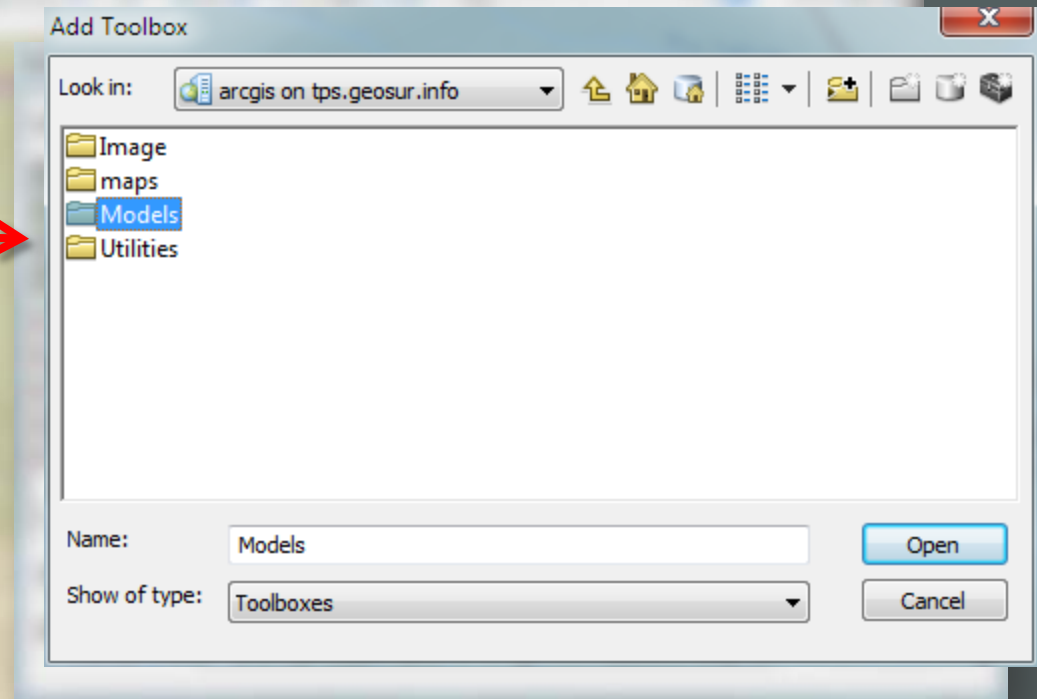 Add Toolbox
Look in: arcgis on tps.geosur.info
Image
maps
Models
Utilities
Name: Models Open
Show of type: Toolboxes Cancel